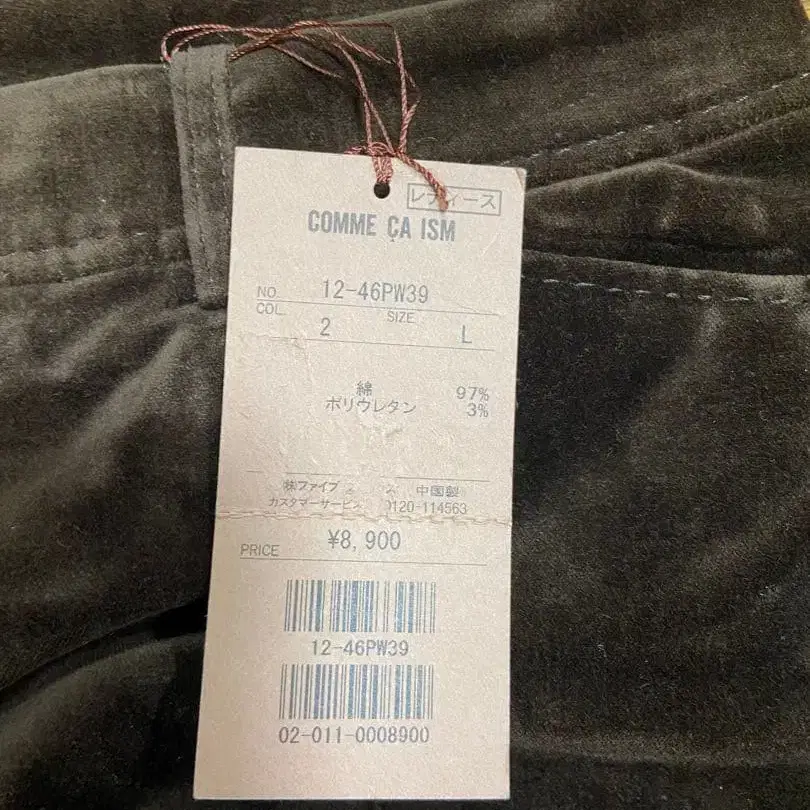 レディース
COMME ÇA ISM
NO. 12-46PW39
COL. 2 SIZE L
綿 97%
ポリウレタン 3%
㈱ファイブ 中国製
カスタマーサービ 0120-114563
PRICE ¥8,900
12-46PW39
02-011-0008900